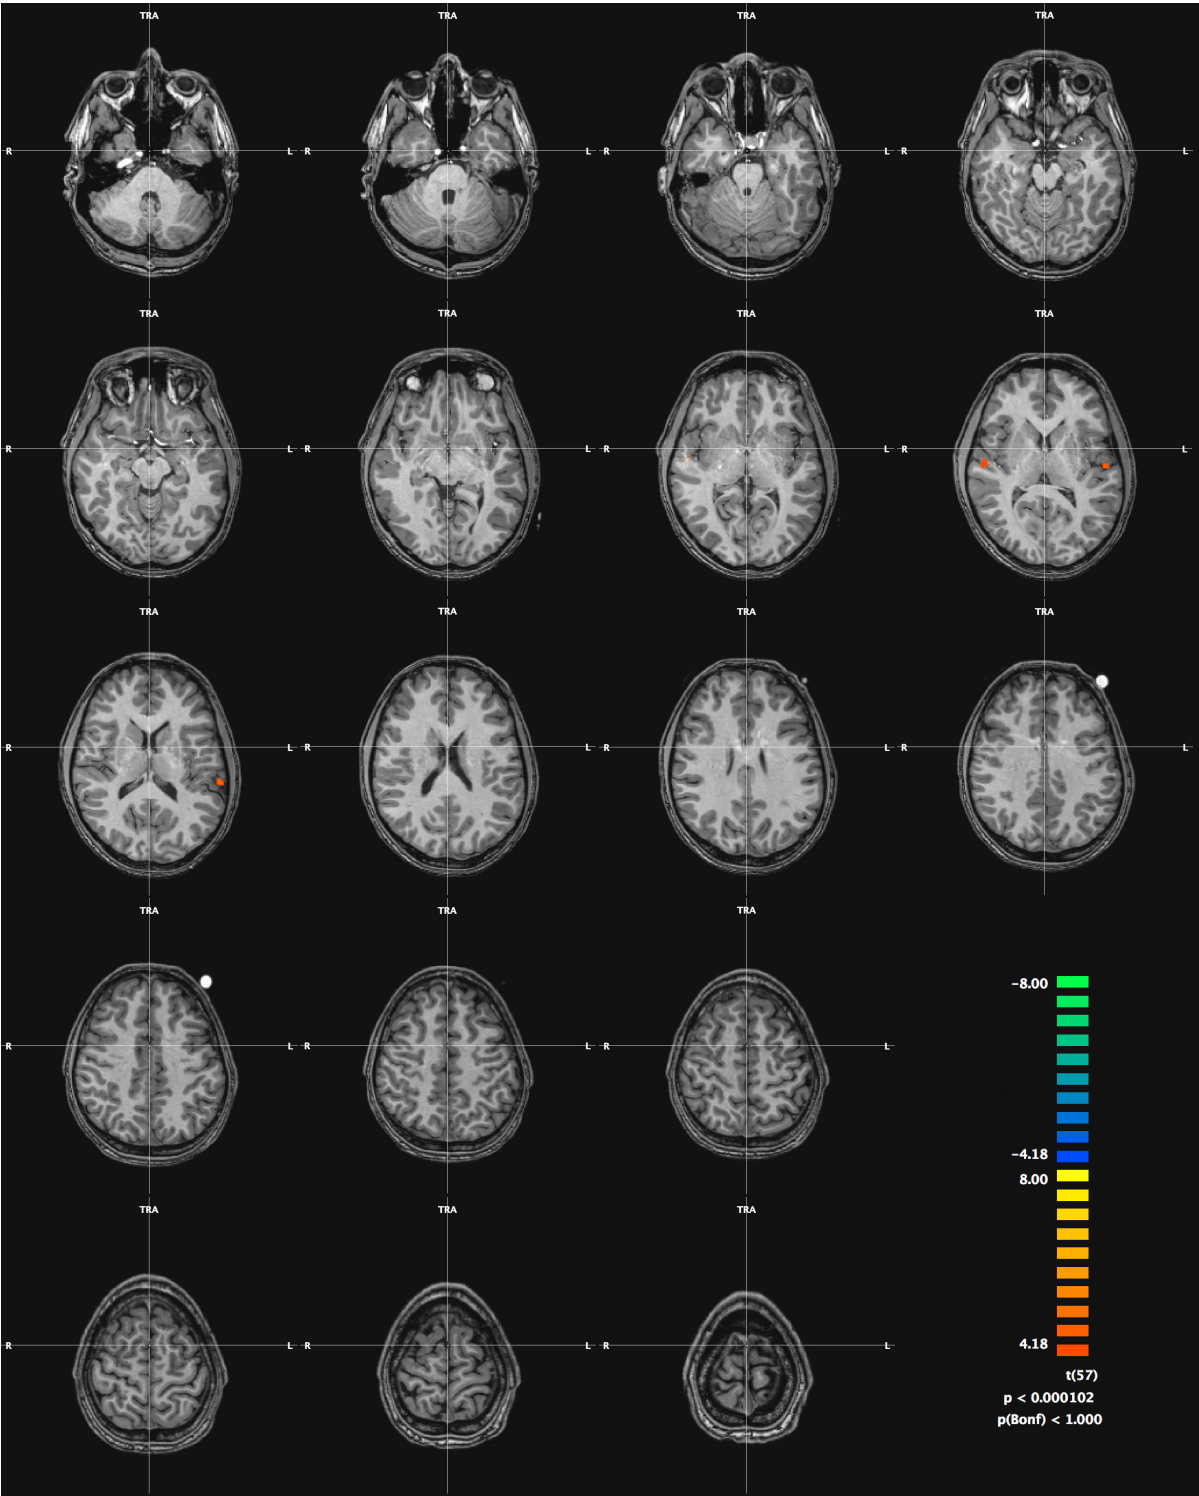 TRA TRA TRA TRA
R L R L R L R L
TRA TRA TRA TRA
R L R L R L R L
TRA TRA TRA TRA
R L R L R L R L
TRA TRA TRA
-8.00
R L R L R L
-4.18
8.00
TRA TRA TRA
R L R L R L
4.18
t(57)
p < 0.000102
p(Bonf) < 1.000